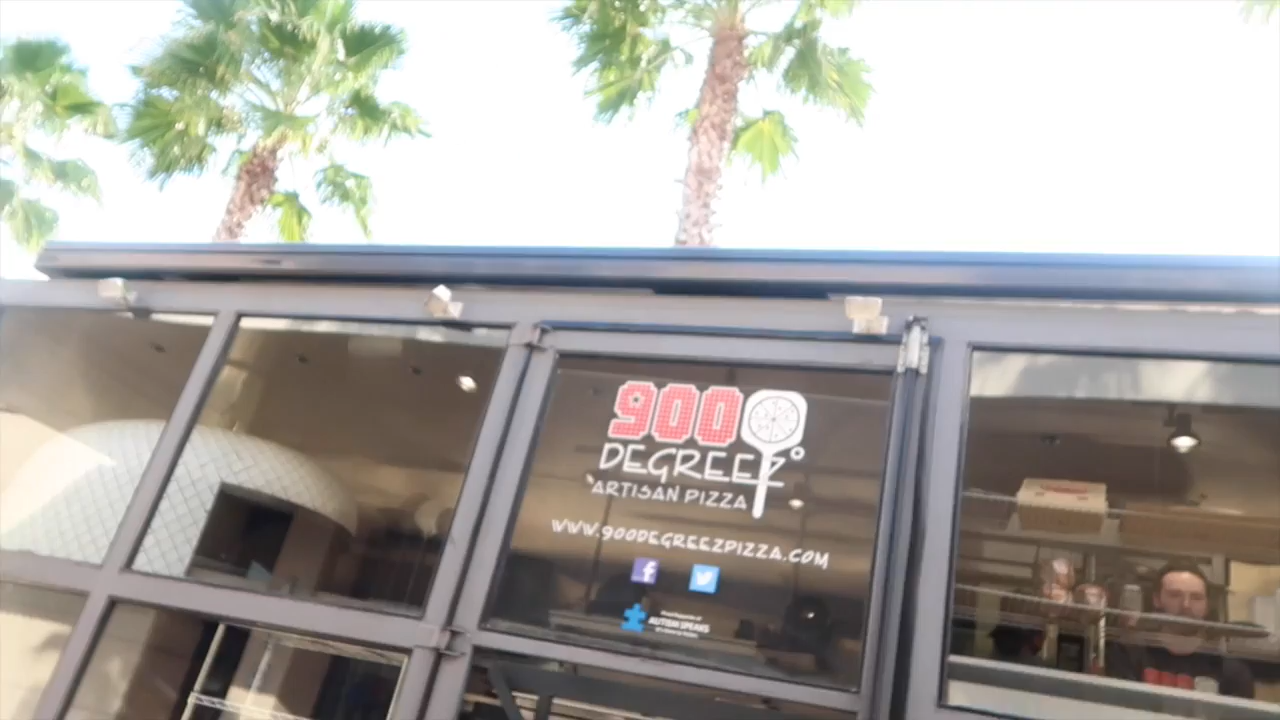 900
DEGREEZ°
ARTISAN PIZZA
WWW.900DEGREEZPIZZA.COM
AUTISM SPEAKS